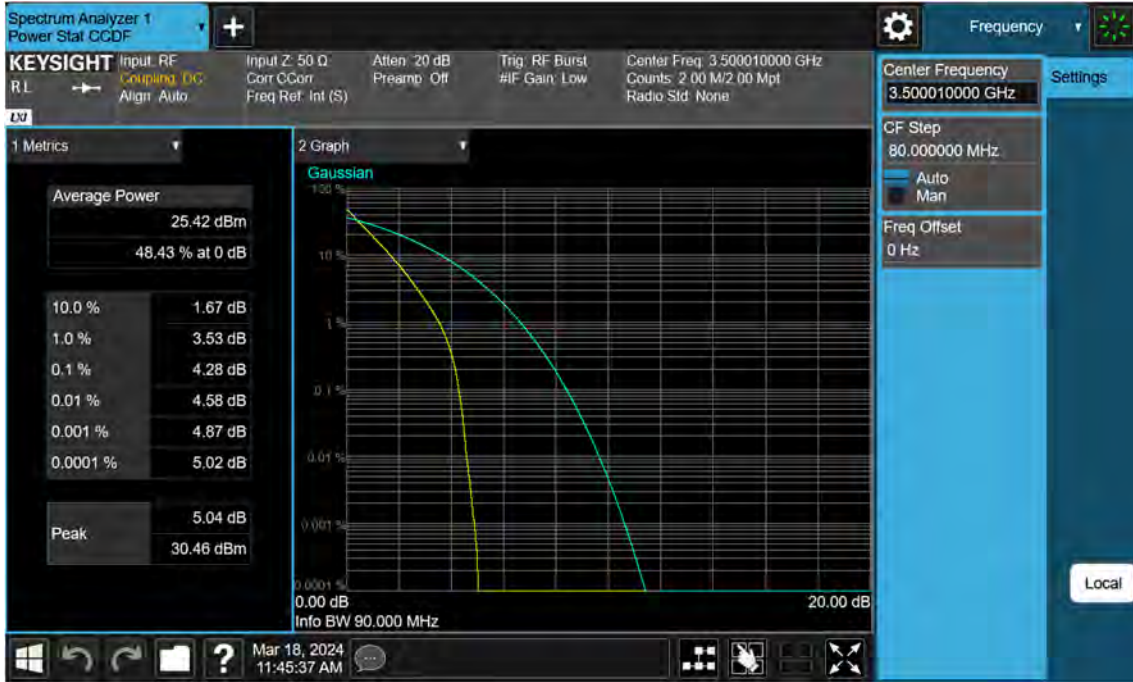 Spectrum Analyzer 1
Power Stat CCDF
+
Frequency
KEYSIGHT
RL
LXI
Input: RF
Coupling: DC
Align: Auto
Input Z: 50 Ω
Corr CCorr
Freq Ref: Int (S)
Atten: 20 dB
Preamp: Off
Trig: RF Burst
#IF Gain: Low
Center Freq: 3.500010000 GHz
Counts: 2.00 M/2.00 Mpt
Radio Std: None
Center Frequency
3.500010000 GHz
Settings
CF Step
80.000000 MHz
Auto
Man
Freq Offset
0 Hz
1 Metrics
Average Power
25.42 dBm
48.43 % at 0 dB
10.0 % 1.67 dB
1.0 % 3.53 dB
0.1 % 4.28 dB
0.01 % 4.58 dB
0.001 % 4.87 dB
0.0001 % 5.02 dB
Peak
5.04 dB
30.46 dBm
2 Graph
Gaussian
100 %
10 %
1 %
0.1 %
0.01 %
0.001 %
0.0001 %
0.00 dB
20.00 dB
Info BW 90.000 MHz
Local
?
Mar 18, 2024
11:45:37 AM